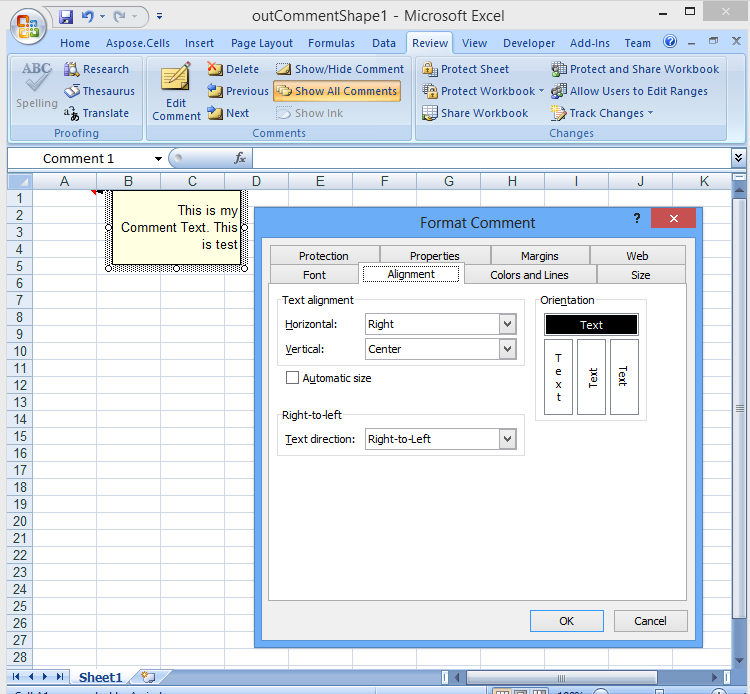 outCommentShape1 - Microsoft Excel
Home Aspose.Cells Insert Page Layout Formulas Data Review View Developer Add-Ins Team
ABC Research Delete Show/Hide Comment Protect Sheet Protect and Share Workbook
Spelling Thesaurus Edit Comment Previous Show All Comments Protect Workbook Allow Users to Edit Ranges
Translate Next Show Ink Share Workbook Track Changes
Proofing Comments Changes
Comment 1 fx
A B C D E F G H I J K
1
2
3
4
5
6
7
8
9
10
11
12
13
14
15
16
17
18
19
20
21
22
23
24
25
26
27
28
This is my
Comment Text. This
is test
Format Comment ?
Protection Properties Margins Web
Font Alignment Colors and Lines Size
Text alignment
Horizontal: Right
Vertical: Center
Automatic size
Right-to-left
Text direction: Right-to-Left
Orientation
Text
Text Text Text
OK Cancel
Sheet1
100%